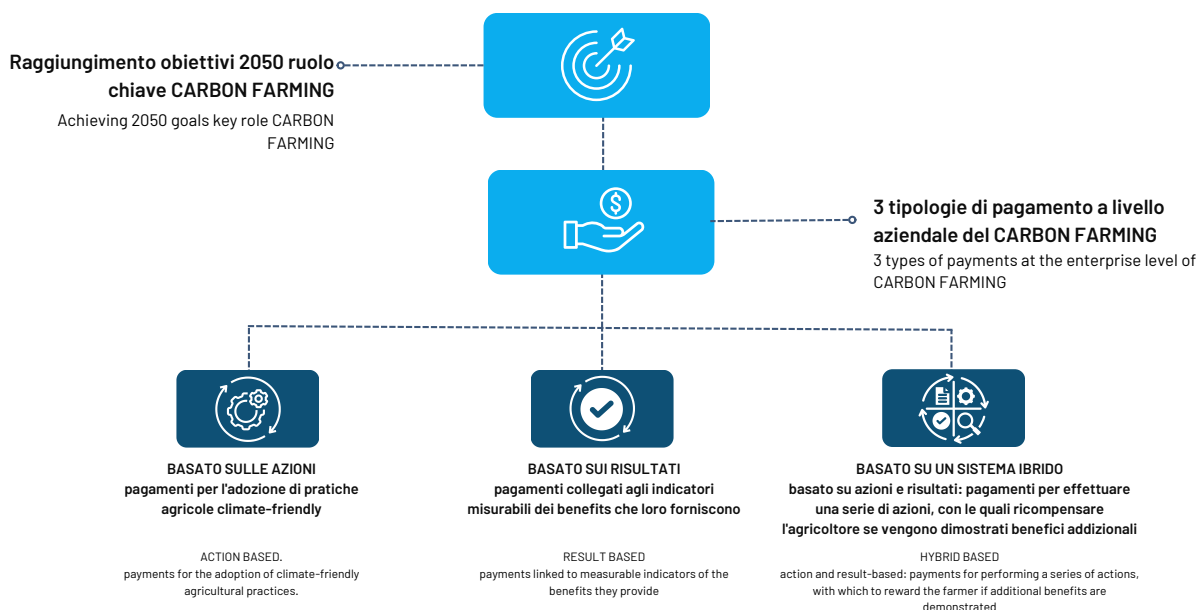 Raggiungimento obiettivi 2050 ruolo
chiave CARBON FARMING
Achieving 2050 goals key role CARBON
FARMING
$
3 tipologie di pagamento a livello
aziendale del CARBON FARMING
3 types of payments at the enterprise level of
CARBON FARMING
BASATO SULLE AZIONI
pagamenti per l'adozione di pratiche
agricole climate-friendly
ACTION BASED.
payments for the adoption of climate-friendly
agricultural practices.
BASATO SUI RISULTATI
pagamenti collegati agli indicatori
misurabili dei benefits che loro forniscono
RESULT BASED
payments linked to measurable indicators of the
benefits they provide
BASATO SU UN SISTEMA IBRIDO
basato su azioni e risultati: pagamenti per effettuare
una serie di azioni, con le quali ricompensare
l'agricoltore se vengono dimostrati benefici addizionali
HYBRID BASED
action and result-based: payments for performing a series of actions,
with which to reward the farmer if additional benefits are
demonstrated